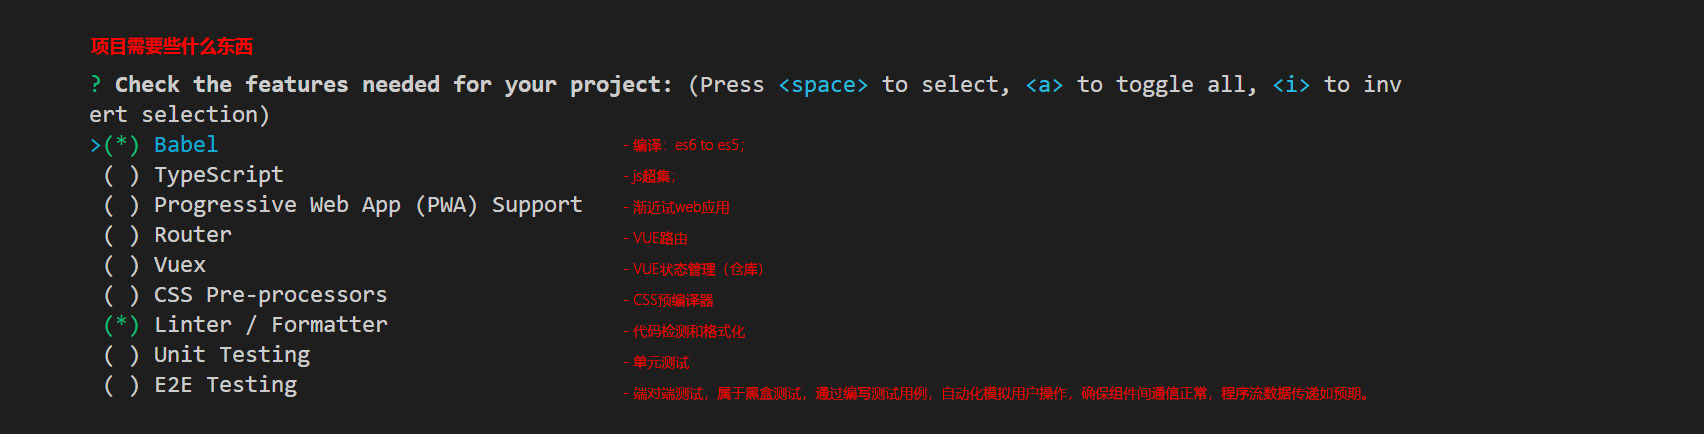 项目需要些什么东西
? Check the features needed for your project: (Press <space> to select, <a> to toggle all, <i> to inv
ert selection)
>(*) Babel - 编译：es6 to es5；
( ) TypeScript - js超集；
( ) Progressive Web App (PWA) Support - 渐近试web应用
( ) Router - VUE路由
( ) Vuex - VUE状态管理（仓库）
( ) CSS Pre-processors - CSS预编译器
(*) Linter / Formatter - 代码检测和格式化
( ) Unit Testing - 单元测试
( ) E2E Testing - 端对端测试，属于黑盒测试，通过编写测试用例，自动化模拟用户操作，确保组件间通信正常，程序流数据传递如预期。